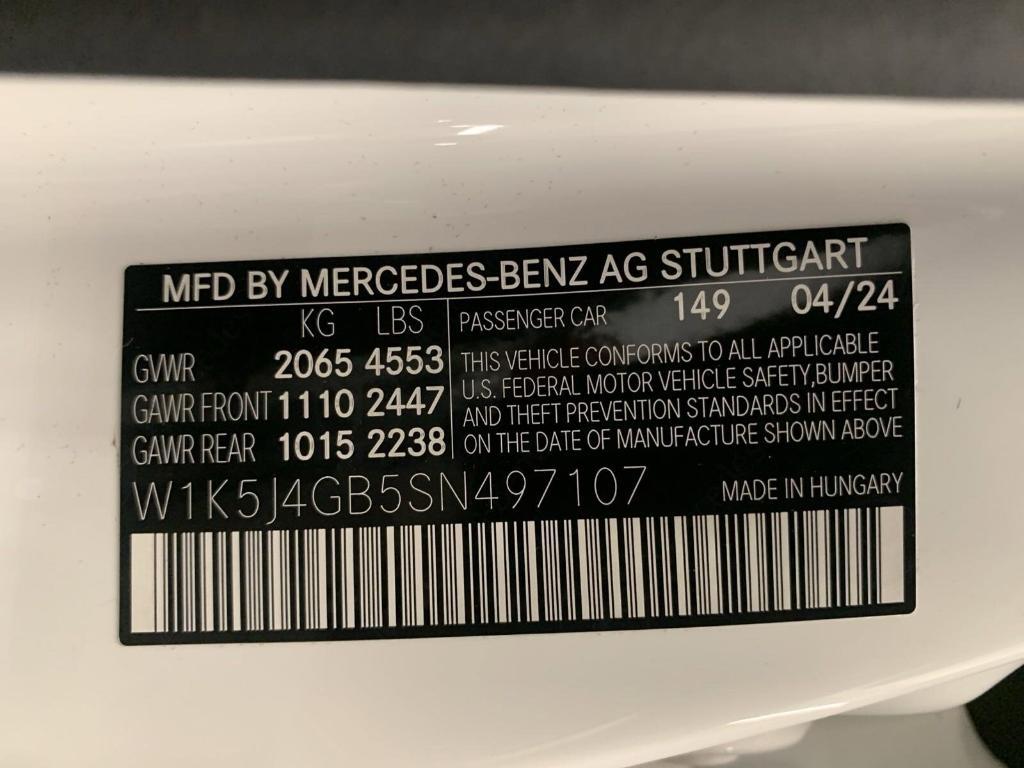 MFD BY MERCEDES-BENZ AG STUTTGART
KG LBS
GVWR 2065 4553
GAWR FRONT 1110 2447
GAWR REAR 1015 2238
PASSENGER CAR 149 04/24
THIS VEHICLE CONFORMS TO ALL APPLICABLE
U.S. FEDERAL MOTOR VEHICLE SAFETY,BUMPER
AND THEFT PREVENTION STANDARDS IN EFFECT
ON THE DATE OF MANUFACTURE SHOWN ABOVE
W1K5J4GB5SN497107 MADE IN HUNGARY